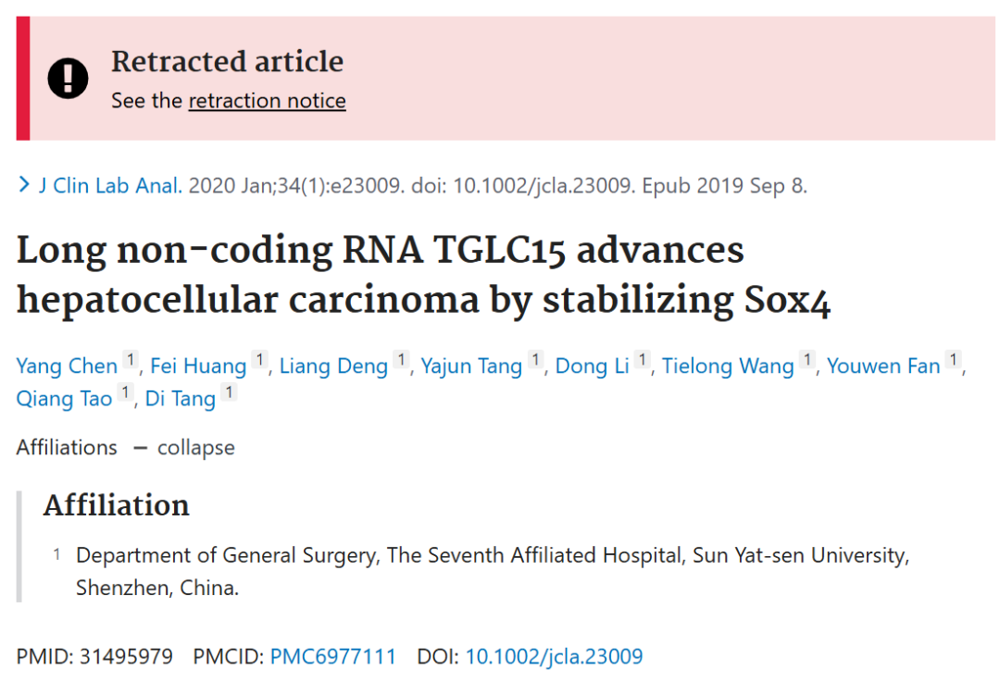 Retracted article
See the retraction notice
J Clin Lab Anal. 2020 Jan;34(1):e23009. doi: 10.1002/jcla.23009. Epub 2019 Sep 8.
Long non-coding RNA TGLC15 advances
hepatocellular carcinoma by stabilizing Sox4
Yang Chen 1, Fei Huang 1, Liang Deng 1, Yajun Tang 1, Dong Li 1, Tielong Wang 1, Youwen Fan 1,
Qiang Tao 1, Di Tang 1
Affiliations — collapse
Affiliation
1 Department of General Surgery, The Seventh Affiliated Hospital, Sun Yat-sen University,
Shenzhen, China.
PMID: 31495979 PMCID: PMC6977111 DOI: 10.1002/jcla.23009